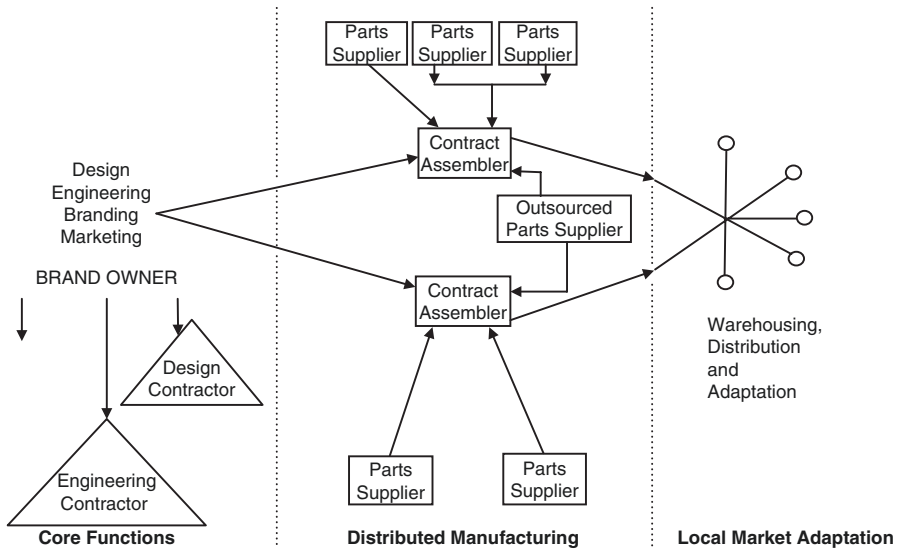 Design
Engineering
Branding
Marketing
BRAND OWNER
Design
Contractor
Engineering
Contractor
Core Functions
Parts
Supplier
Parts
Supplier
Parts
Supplier
Contract
Assembler
Outsourced
Parts Supplier
Contract
Assembler
Parts
Supplier
Parts
Supplier
Distributed Manufacturing
Warehousing,
Distribution
and
Adaptation
Local Market Adaptation